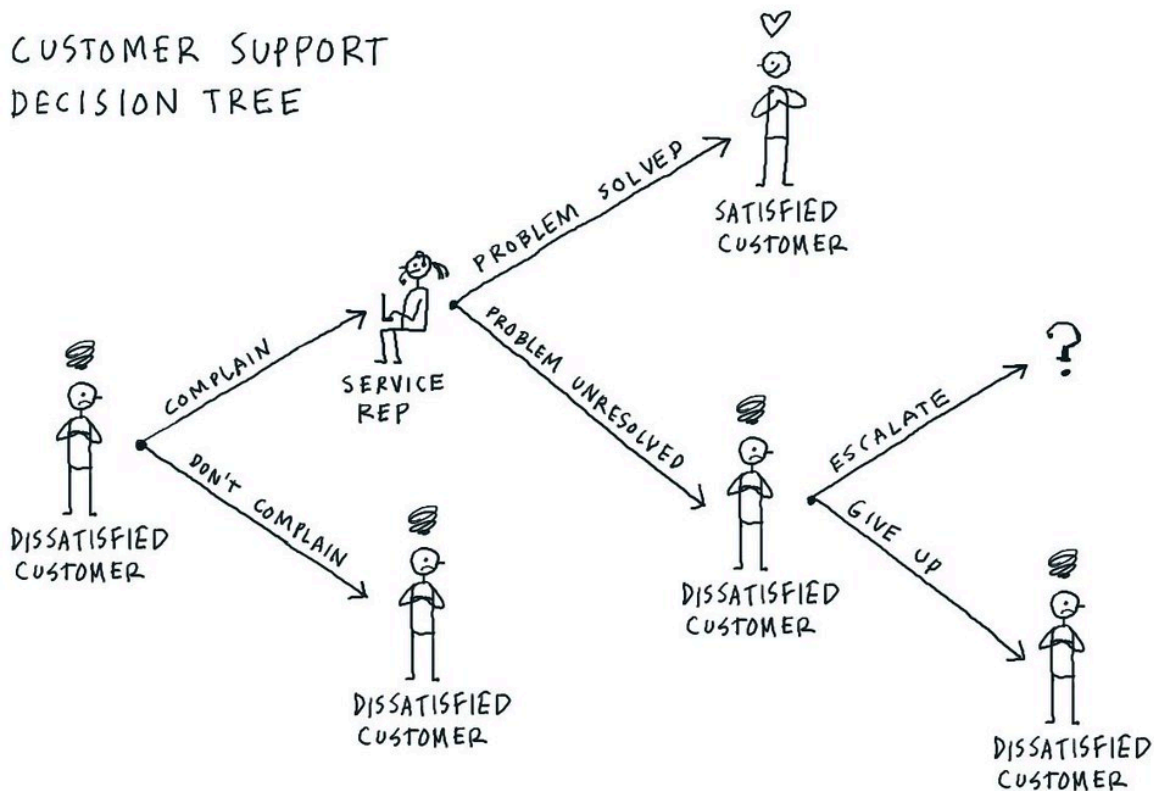 CUSTOMER SUPPORT
DECISION TREE
SATISFIED
CUSTOMER
PROBLEM SOLVED
COMPLAIN
SERVICE
REP
PROBLEM UNRESOLVED
?
DON'T COMPLAIN
DISSATISFIED
CUSTOMER
ESCALATE
GIVE UP
DISSATISFIED
CUSTOMER
DISSATISFIED
CUSTOMER
DISSATISFIED
CUSTOMER